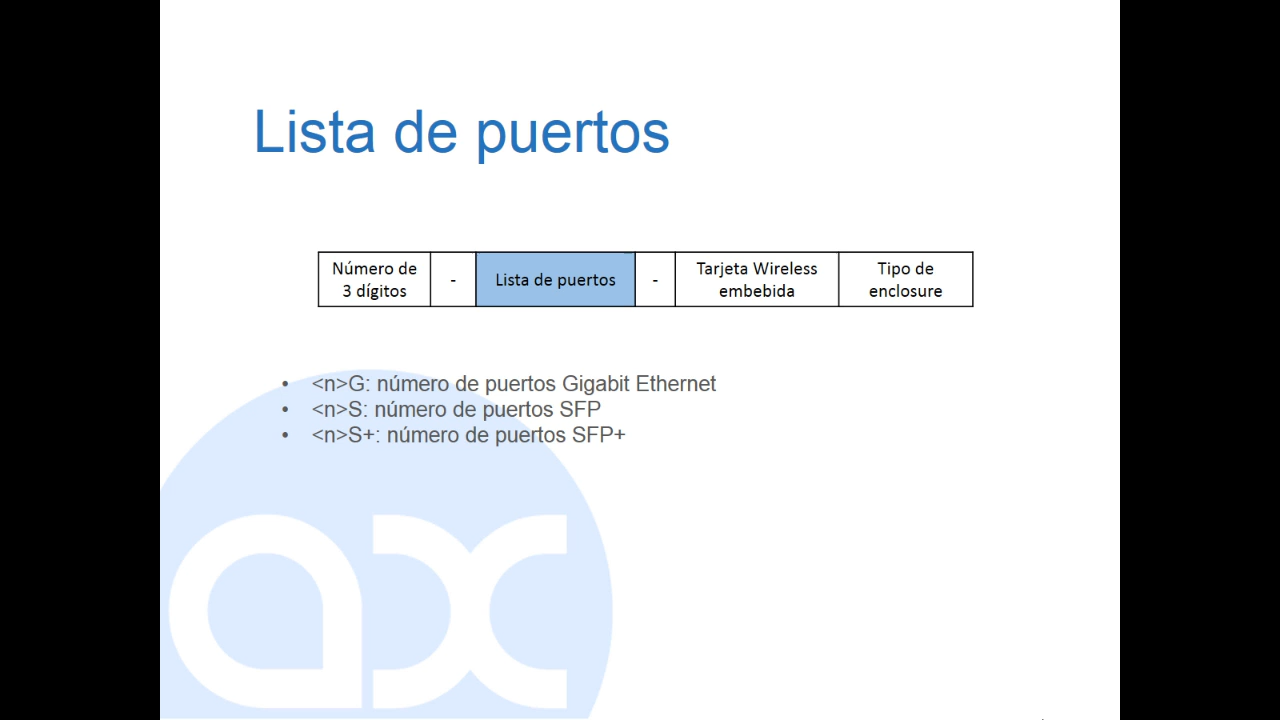 Lista de puertos
Número de
3 dígitos
-
Lista de puertos
-
Tarjeta Wireless
embebida
Tipo de
enclosure
• <n>G: número de puertos Gigabit Ethernet
• <n>S: número de puertos SFP
• <n>S+: número de puertos SFP+
ax